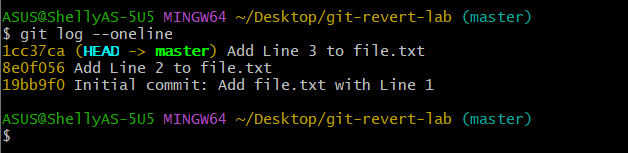 ASUS@ShellyAS-5U5 MINGW64 ~/Desktop/git-revert-lab (master)
$ git log --oneline
1cc37ca (HEAD -> master) Add Line 3 to file.txt
8e0f056 Add Line 2 to file.txt
19bb9f0 Initial commit: Add file.txt with Line 1
ASUS@ShellyAS-5U5 MINGW64 ~/Desktop/git-revert-lab (master)
$